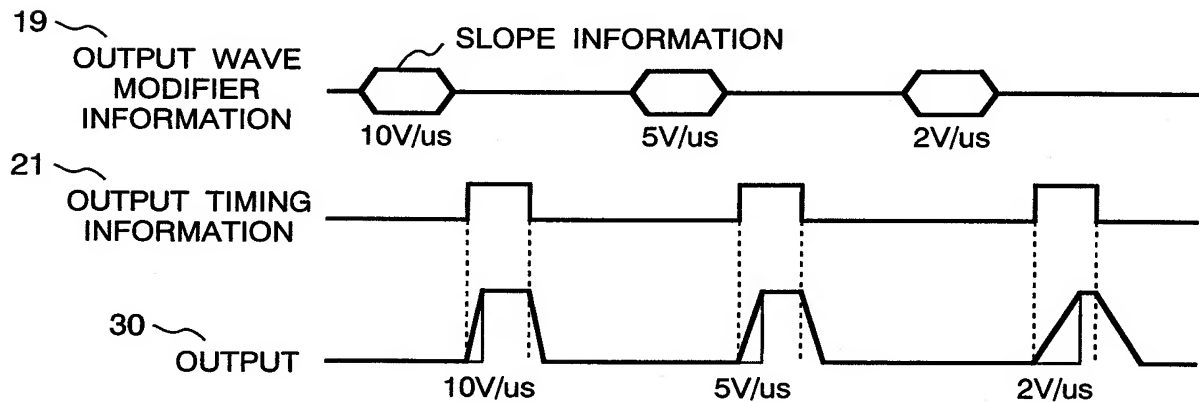 19
OUTPUT WAVE
MODIFIER
INFORMATION
SLOPE INFORMATION
10V/us 5V/us 2V/us
21
OUTPUT TIMING
INFORMATION
30
OUTPUT
10V/us 5V/us 2V/us